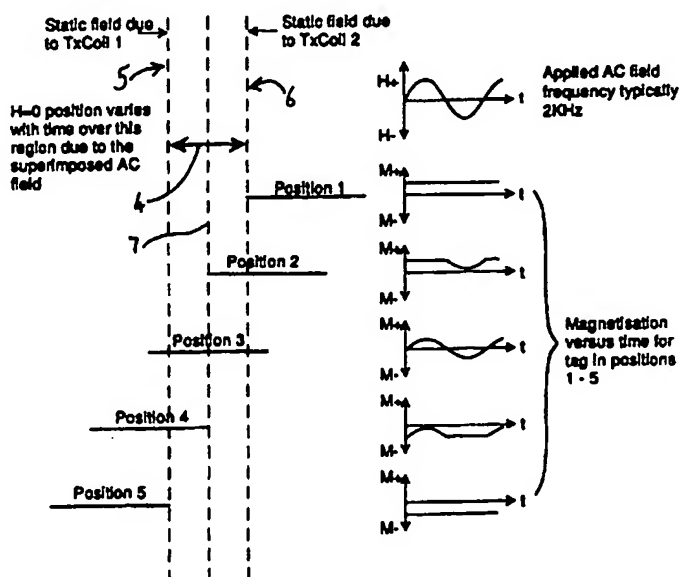 Static field due
to TxCoil 1
Static field due
to TxCoil 2
5
6
H=0 position varies
with time over this
region due to the
superimposed AC
field
4
7
Position 1
Position 2
Position 3
Position 4
Position 5
H+
H-
t
Applied AC field
frequency typically
2KHz
M+
M-
t
M+
M-
t
M+
M-
t
M+
M-
t
M+
M-
t
Magnetisation
versus time for
tag in positions
1 - 5